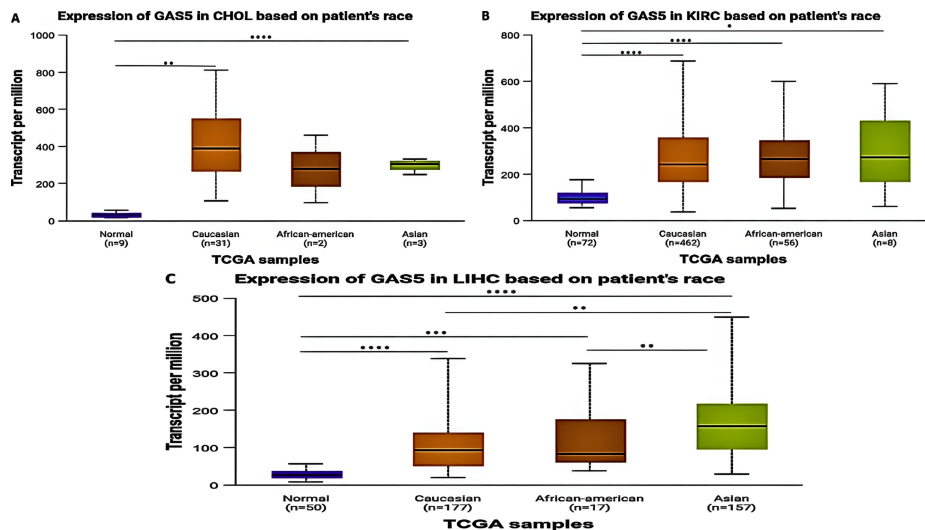 A
Expression of GAS5 in CHOL based on patient's race
Transcript per million
1000
800
600
400
200
0
••••
••
Normal
(n=9)
Caucasian
(n=31)
African-american
(n=2)
Asian
(n=3)
TCGA samples
B
Expression of GAS5 in KIRC based on patient's race
Transcript per million
800
600
400
200
0
•
••••
••••
Normal
(n=72)
Caucasian
(n=462)
African-american
(n=56)
Asian
(n=8)
TCGA samples
C
Expression of GAS5 in LIHC based on patient's race
Transcript per million
500
400
300
200
100
0
••••
••
•••
••••
••
Normal
(n=50)
Caucasian
(n=177)
African-american
(n=17)
Asian
(n=157)
TCGA samples